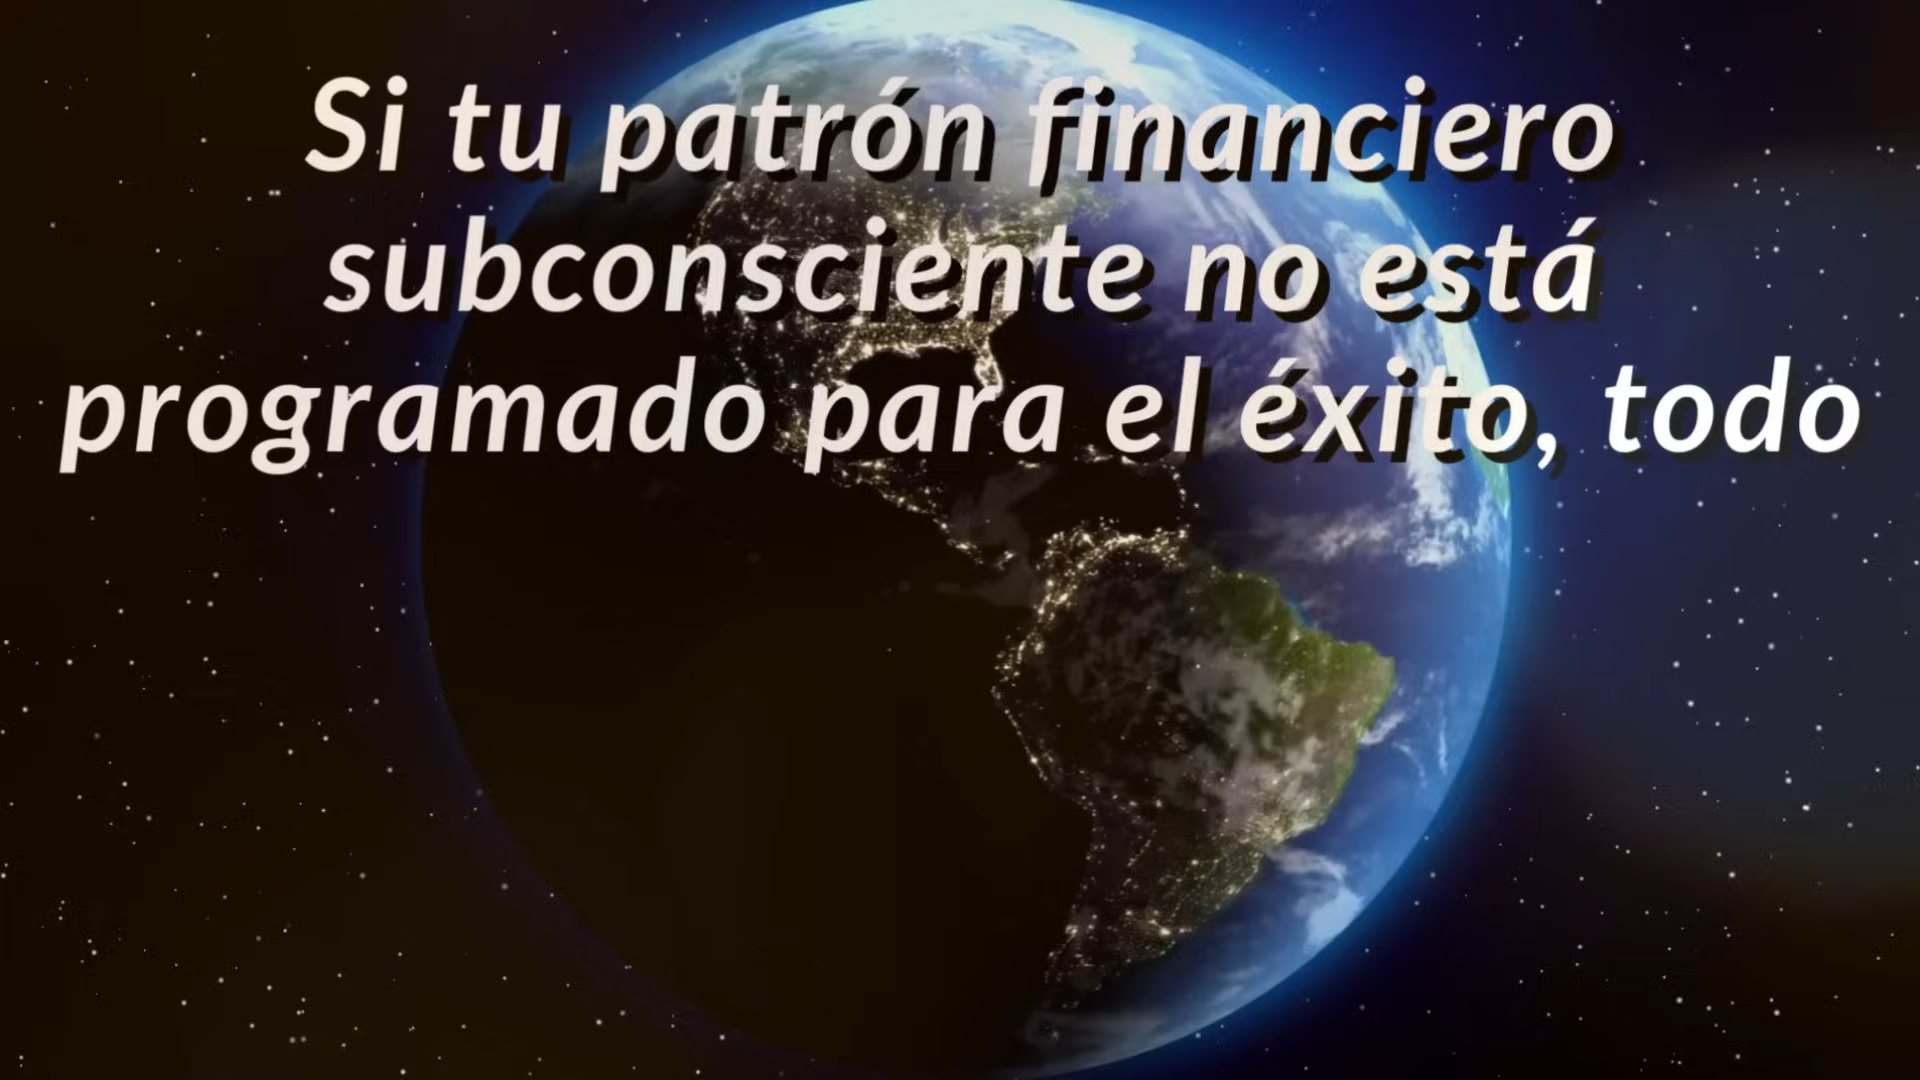 Si tu patrón financiero
subconsciente no está
programado para el éxito, todo